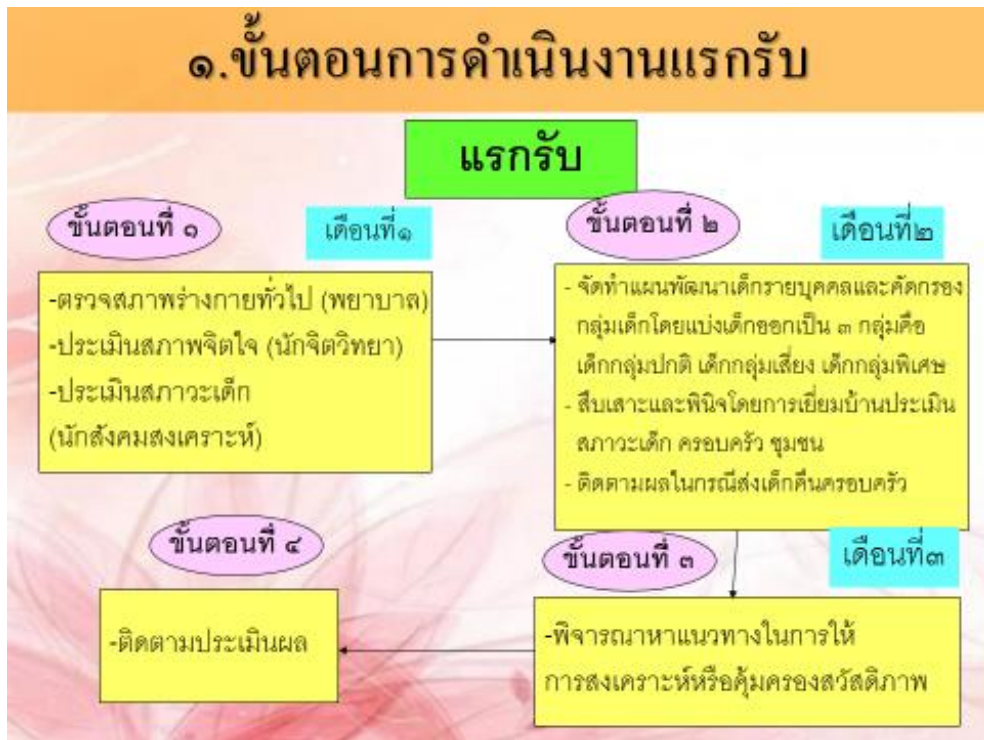 ๑.ขั้นตอนการดำเนินงานแรกรับ
แรกรับ
ขั้นตอนที่ ๑
เดือนที่๑
-ตรวจสภาพร่างกายทั่วไป (พยาบาล)
-ประเมินสภาพจิตใจ (นักจิตวิทยา)
-ประเมินสภาวะเด็ก
(นักสังคมสงเคราะห์)
ขั้นตอนที่ ๒
เดือนที่๒
- จัดทำแผนพัฒนาเด็กรายบุคคลและคัดกรอง
กลุ่มเด็กโดยแบ่งเด็กออกเป็น ๓ กลุ่มคือ
เด็กกลุ่มปกติ เด็กกลุ่มเสี่ยง เด็กกลุ่มพิเศษ
- สืบเสาะและพินิจโดยการเยี่ยมบ้านประเมิน
สภาวะเด็ก ครอบครัว ชุมชน
- ติดตามผลในกรณีส่งเด็กคืนครอบครัว
ขั้นตอนที่ ๓
เดือนที่๓
-พิจารณาหาแนวทางในการให้
การสงเคราะห์หรือคุ้มครองสวัสดิภาพ
ขั้นตอนที่ ๔
-ติดตามประเมินผล